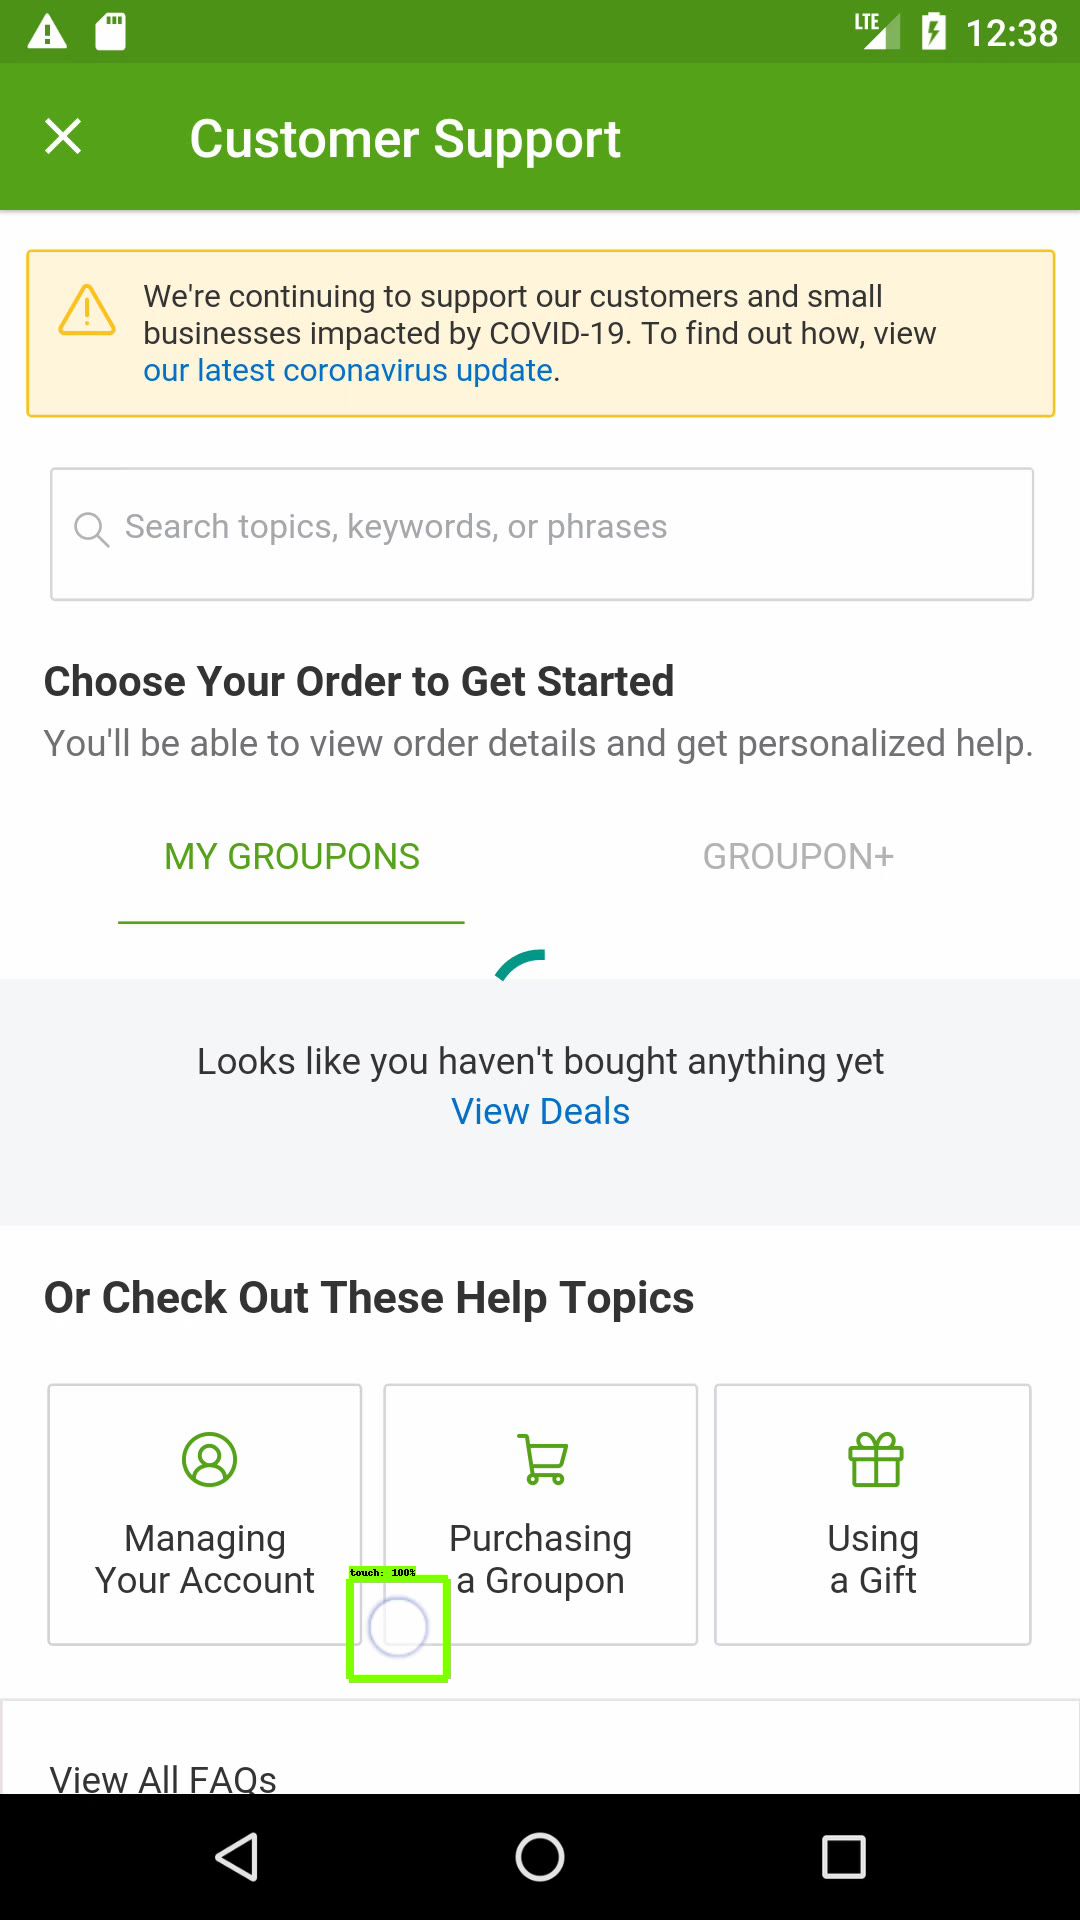 LTE 12:38
Customer Support
We're continuing to support our customers and small
businesses impacted by COVID-19. To find out how, view
our latest coronavirus update.
Search topics, keywords, or phrases
Choose Your Order to Get Started
You'll be able to view order details and get personalized help.
MY GROUPONS
GROUPON+
Looks like you haven't bought anything yet
View Deals
Or Check Out These Help Topics
Managing
Your Account
Purchasing
a Groupon
Using
a Gift
touch: 100%
View All FAQs